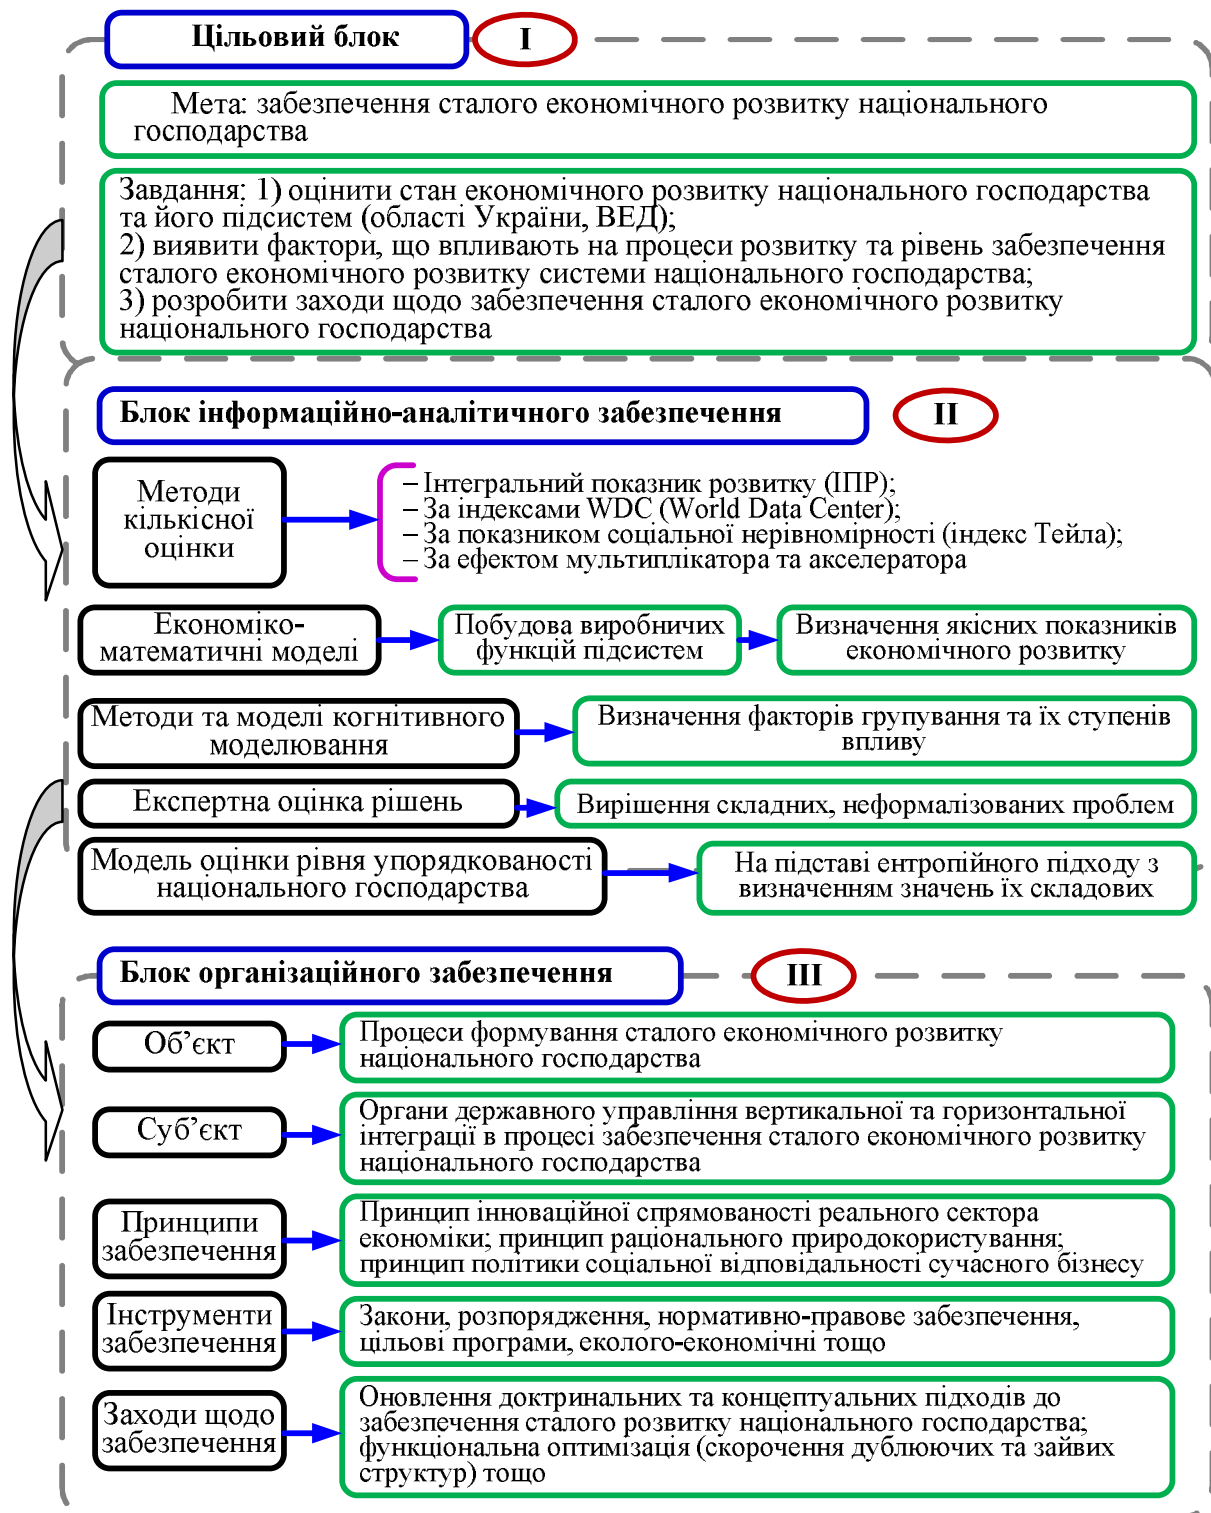 Цільовий блок
I
Мета: забезпечення сталого економічного розвитку національного
господарства
Завдання: 1) оцінити стан економічного розвитку національного господарства
та його підсистем (області України, ВЕД);
2) виявити фактори, що впливають на процеси розвитку та рівень забезпечення
сталого економічного розвитку системи національного господарства;
3) розробити заходи щодо забезпечення сталого економічного розвитку
національного господарства
Блок інформаційно-аналітичного забезпечення
II
Методи
кількісної
оцінки
– Інтегральний показник розвитку (ІПР);
– За індексами WDC (World Data Center);
– За показником соціальної нерівномірності (індекс Тейла);
– За ефектом мультиплікатора та акселератора
Економіко-
математичні моделі
Побудова виробничих
функцій підсистем
Визначення якісних показників
економічного розвитку
Методи та моделі когнітивного
моделювання
Визначення факторів групування та їх ступенів
впливу
Експертна оцінка рішень
Вирішення складних, неформалізованих проблем
Модель оцінки рівня упорядкованості
національного господарства
На підставі ентропійного підходу з
визначенням значень їх складових
Блок організаційного забезпечення
III
Об’єкт
Процеси формування сталого економічного розвитку
національного господарства
Суб’єкт
Органи державного управління вертикальної та горизонтальної
інтеграції в процесі забезпечення сталого економічного розвитку
національного господарства
Принципи
забезпечення
Принцип інноваційної спрямованості реального сектора
економіки; принцип раціонального природокористування;
принцип політики соціальної відповідальності сучасного бізнесу
Інструменти
забезпечення
Закони, розпорядження, нормативно-правове забезпечення,
цільові програми, еколого-економічні тощо
Заходи щодо
забезпечення
Оновлення доктринальних та концептуальних підходів до
забезпечення сталого розвитку національного господарства;
функціональна оптимізація (скорочення дублюючих та зайвих
структур) тощо